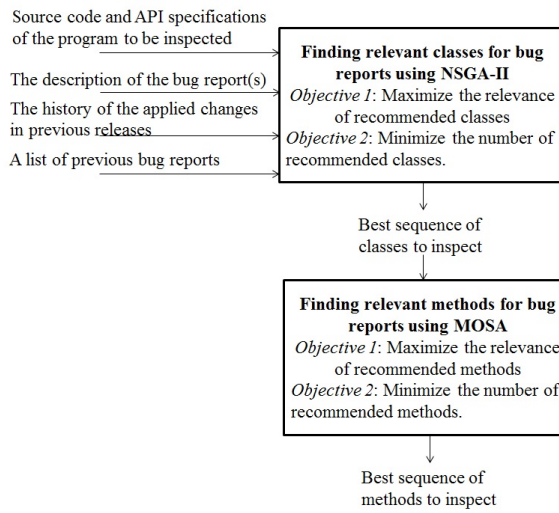 Source code and API specifications
of the program to be inspected
The description of the bug report(s)
The history of the applied changes
in previous releases
A list of previous bug reports
Finding relevant classes for bug
reports using NSGA-II
Objective 1: Maximize the relevance
of recommended classes
Objective 2: Minimize the number of
recommended classes.
Best sequence of
classes to inspect
Finding relevant methods for bug
reports using MOSA
Objective 1: Maximize the relevance
of recommended methods
Objective 2: Minimize the number of
recommended methods.
Best sequence of
methods to inspect